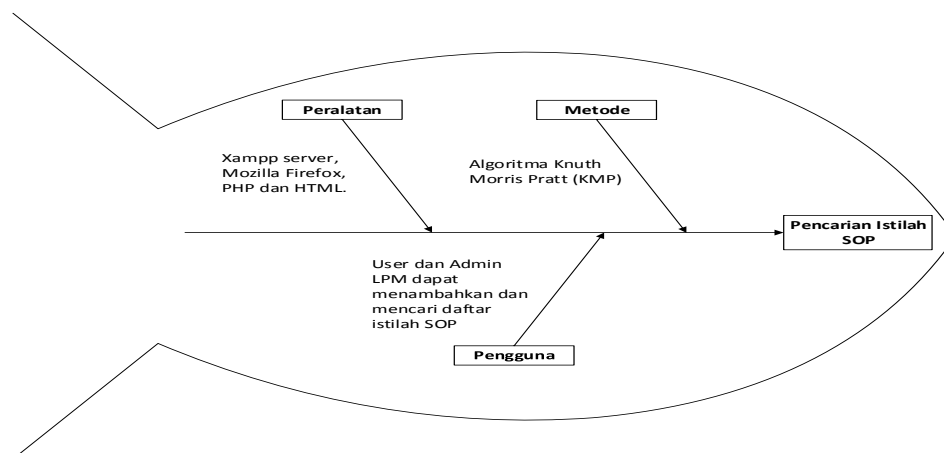 Peralatan
Metode
Xampp server,
Mozilla Firefox,
PHP dan HTML.
Algoritma Knuth
Morris Pratt (KMP)
Pencarian Istilah
SOP
User dan Admin
LPM dapat
menambahkan dan
mencari daftar
istilah SOP
Pengguna